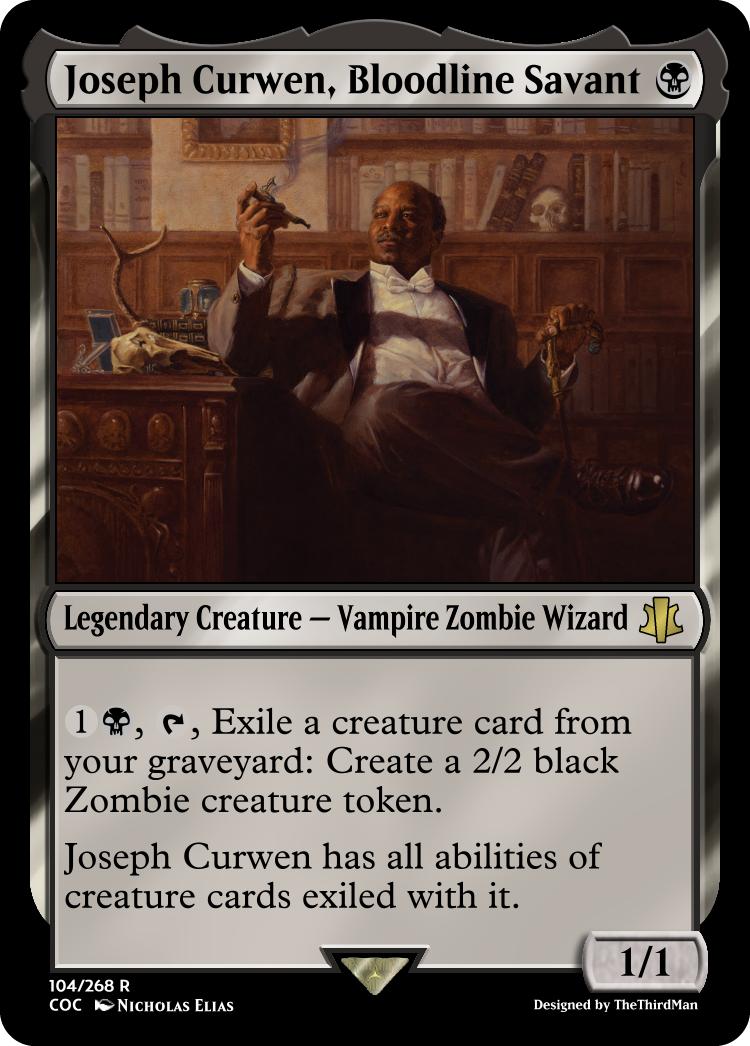 Joseph Curwen, Bloodline Savant
Legendary Creature — Vampire Zombie Wizard
1, , Exile a creature card from
your graveyard: Create a 2/2 black
Zombie creature token.
Joseph Curwen has all abilities of
creature cards exiled with it.
1/1
104/268 R
COC Nicholas Elias
Designed by TheThirdMan